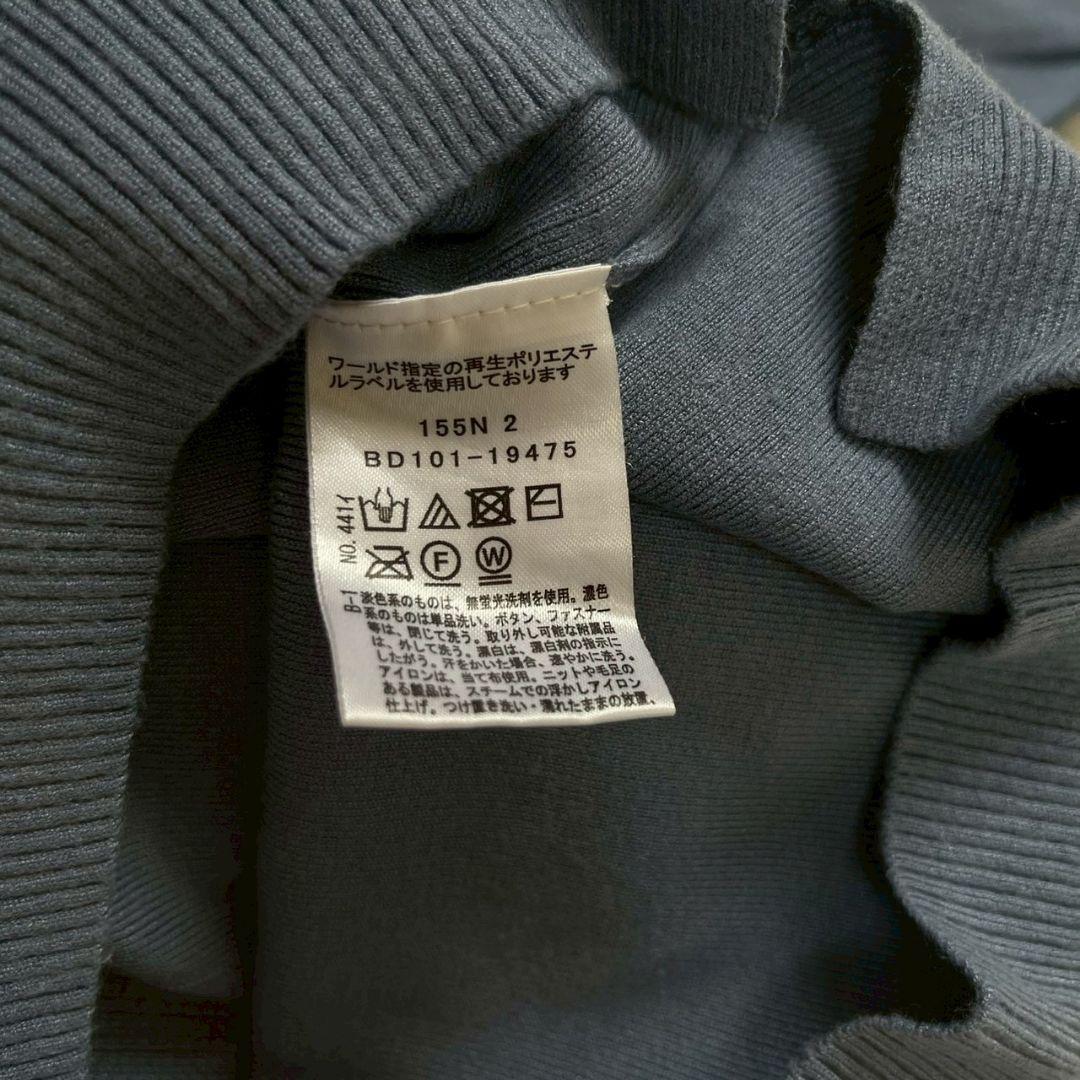 ワールド指定の再生ポリエステ
ルラベルを使用しております
155N 2
BD101-19475
NO. 441イ
F
W
B-1
淡色系のものは、無蛍光洗剤を使用。濃色
系のものは単品洗い。ボタン、ファスナー
等は、閉じて洗う。取り外し可能な附属品
は、外して洗う。漂白は、漂白剤の指示に
したがう。汗をかいた場合、速やかに洗う。
アイロンは、当て布使用。ニットや毛足の
ある製品は、スチームでの浮かしアイロン
仕上げ。つけ置き洗い・濡れたままの放置、